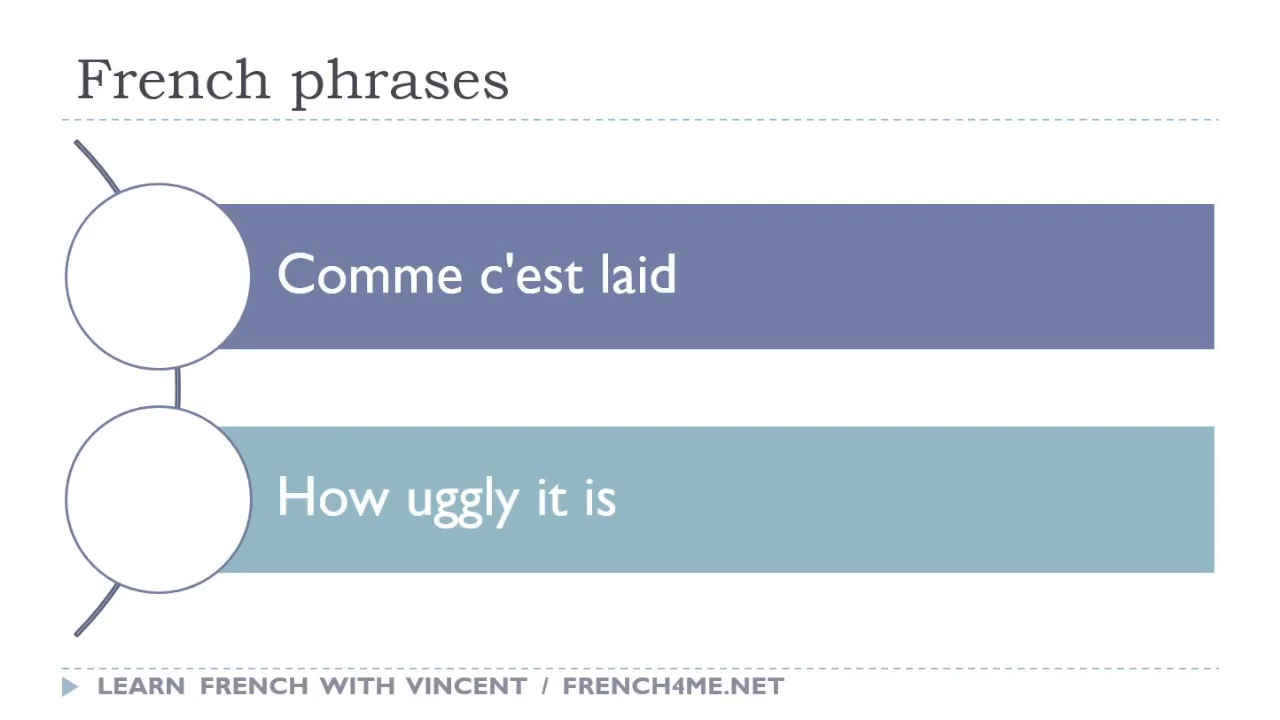 French phrases
Comme c'est laid
How uggly it is
LEARN FRENCH WITH VINCENT / FRENCH4ME.NET